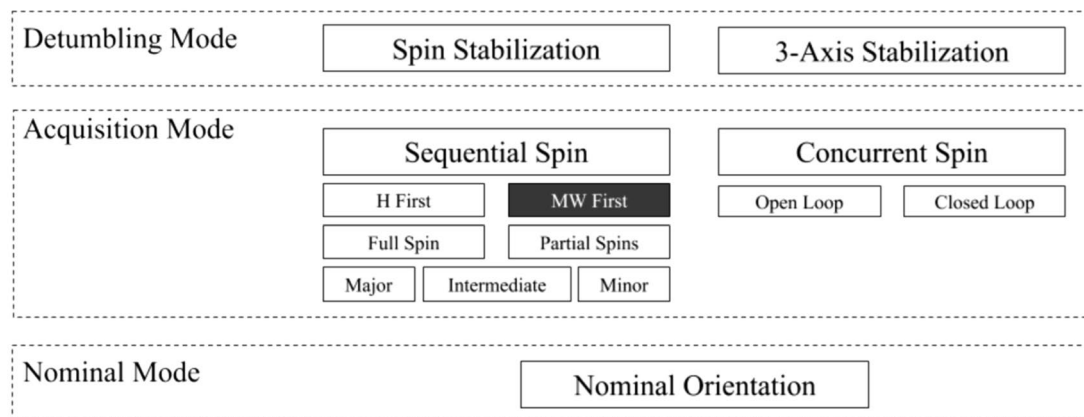 Detumbling Mode
Spin Stabilization
3-Axis Stabilization
Acquisition Mode
Sequential Spin
Concurrent Spin
H First
MW First
Open Loop
Closed Loop
Full Spin
Partial Spins
Major
Intermediate
Minor
Nominal Mode
Nominal Orientation